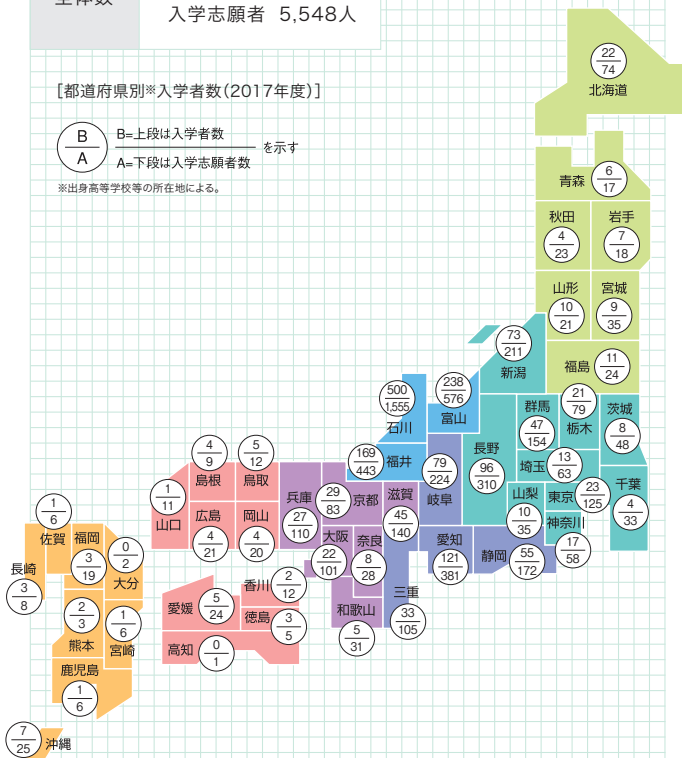 入学志願者 5,548人
[都道府県別※入学者数(2017年度)]
B
A
B=上段は入学者数
A=下段は入学志願者数
を示す
※出身高等学校等の所在地による。
22
74
北海道
青森
6
17
秋田
4
23
岩手
7
18
山形
10
21
宮城
9
35
福島
11
24
73
211
新潟
238
576
富山
500
1,555
石川
169
443
福井
21
79
栃木
群馬
47
154
茨城
8
48
長野
96
310
埼玉
13
63
千葉
4
33
山梨
10
35
東京
23
125
神奈川
17
58
79
224
岐阜
愛知
121
381
静岡
55
172
三重
33
105
滋賀
45
140
京都
29
83
兵庫
27
110
大阪
22
101
奈良
8
28
和歌山
5
31
4
9
島根
5
12
鳥取
1
11
山口
広島
4
21
岡山
4
20
香川
2
12
愛媛
5
24
徳島
3
5
高知
0
1
1
6
佐賀
福岡
3
19
0
2
大分
長崎
3
8
2
3
熊本
1
6
宮崎
鹿児島
1
6
7
25
沖縄